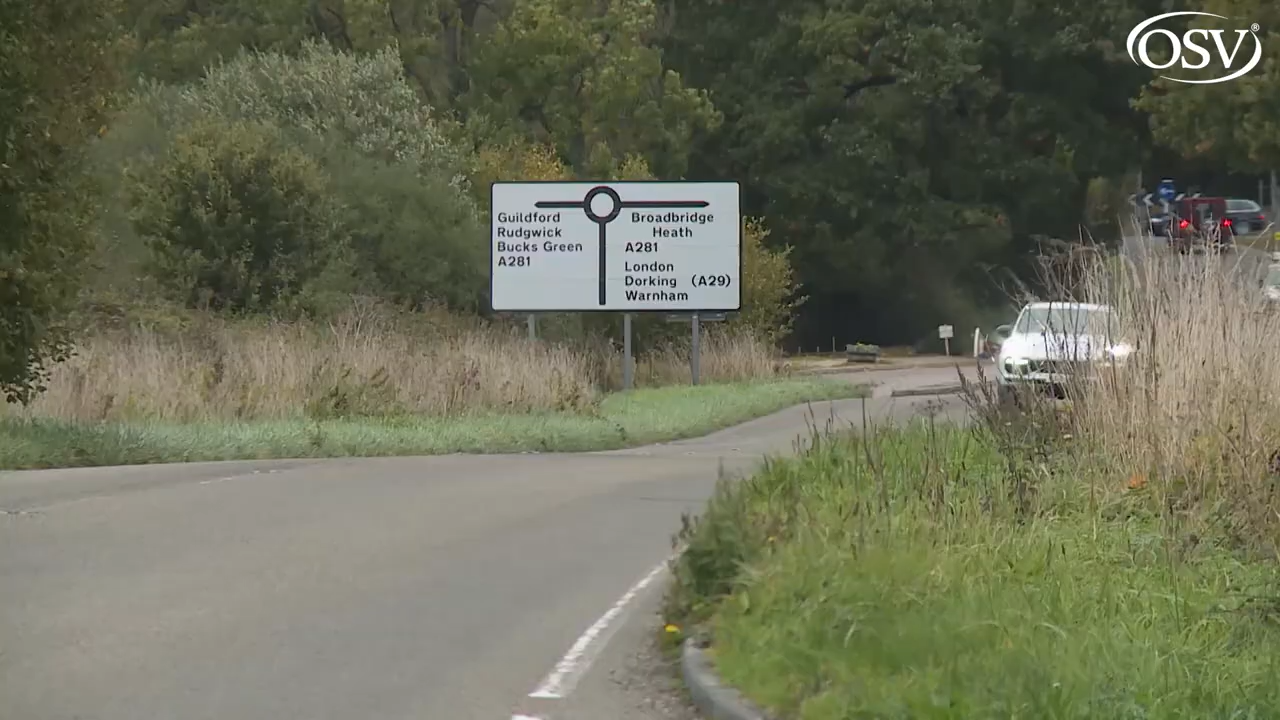 OSV®
Guildford
Rudgwick
Bucks Green
A281
Broadbridge
Heath
A281
London
Dorking (A29)
Warnham